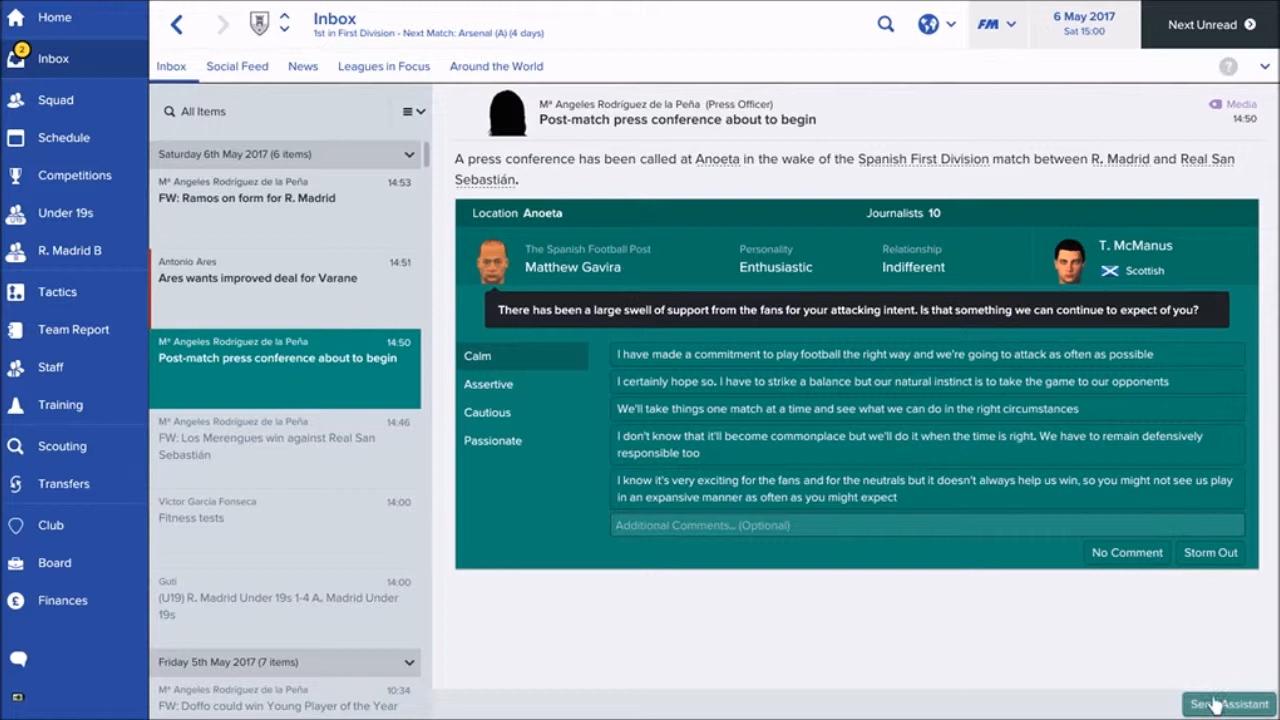 Home
2
Inbox
Squad
Schedule
Competitions
Under 19s
R. Madrid B
Tactics
Team Report
Staff
Training
Scouting
Transfers
Club
Board
Finances
Inbox
1st in First Division - Next Match: Arsenal (A) (4 days)
FM
6 May 2017
Sat 15:00
Next Unread
Inbox
Social Feed
News
Leagues in Focus
Around the World
?
All Items
Saturday 6th May 2017 (6 items)
Mª Angeles Rodríguez de la Peña 14:53
FW: Ramos on form for R. Madrid
Antonio Ares 14:51
Ares wants improved deal for Varane
Mª Angeles Rodríguez de la Peña 14:50
Post-match press conference about to begin
Mª Angeles Rodríguez de la Peña 14:46
FW: Los Merengues win against Real San
Sebastián
Víctor García Fonseca 14:00
Fitness tests
Guti 14:00
(U19) R. Madrid Under 19s 1-4 A. Madrid Under
19s
Friday 5th May 2017 (7 items)
Mª Angeles Rodríguez de la Peña 10:34
FW: Doffo could win Young Player of the Year
Mª Angeles Rodríguez de la Peña (Press Officer)
Post-match press conference about to begin
Media
14:50
A press conference has been called at Anoeta in the wake of the Spanish First Division match between R. Madrid and Real San
Sebastián.
Location Anoeta
Journalists 10
The Spanish Football Post
Matthew Gavira
Personality
Enthusiastic
Relationship
Indifferent
T. McManus
Scottish
There has been a large swell of support from the fans for your attacking intent. Is that something we can continue to expect of you?
Calm
Assertive
Cautious
Passionate
I have made a commitment to play football the right way and we're going to attack as often as possible
I certainly hope so. I have to strike a balance but our natural instinct is to take the game to our opponents
We'll take things one match at a time and see what we can do in the right circumstances
I don't know that it'll become commonplace but we'll do it when the time is right. We have to remain defensively
responsible too
I know it's very exciting for the fans and for the neutrals but it doesn't always help us win, so you might not see us play
in an expansive manner as often as you might expect
Additional Comments... (Optional)
No Comment
Storm Out
Assistant